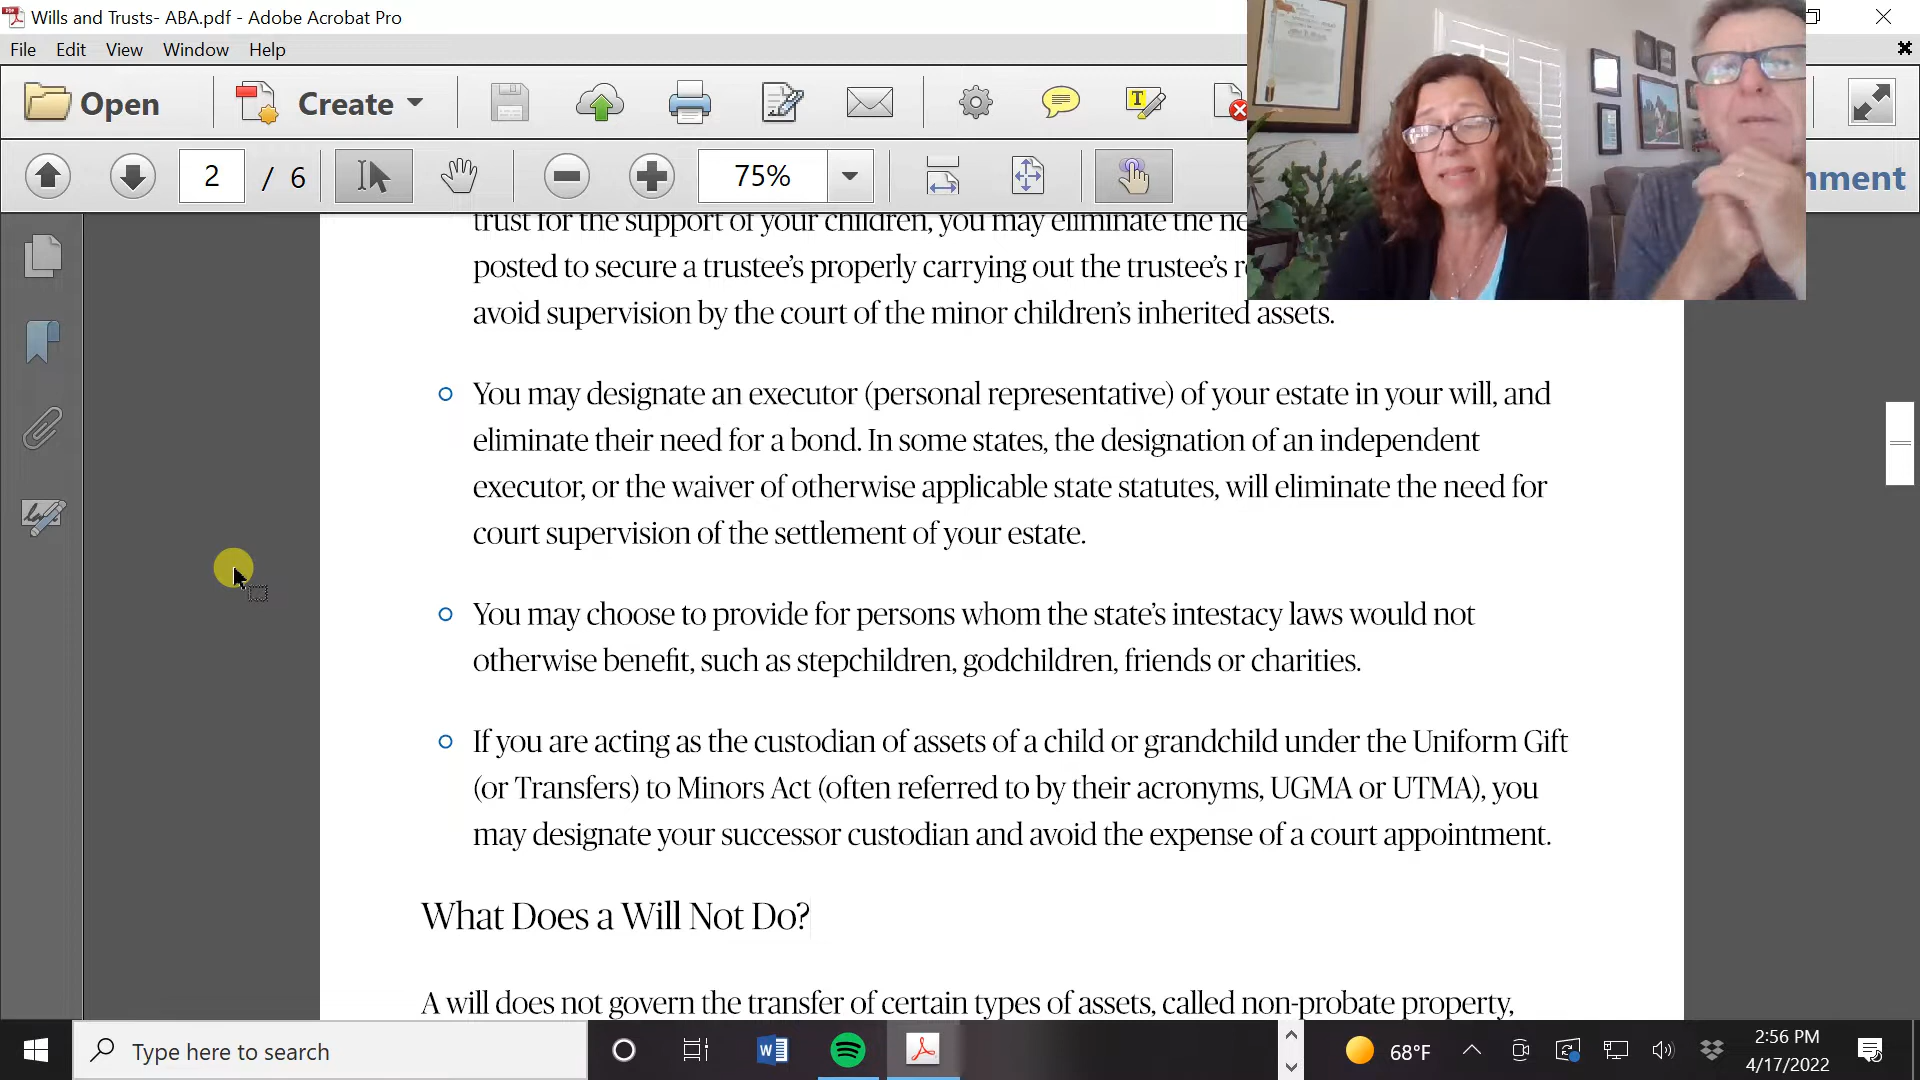 Wills and Trusts- ABA.pdf - Adobe Acrobat Pro
File Edit View Window Help
Open Create
2 / 6 75% mment
trust for the support of your children, you may eliminate the ne
posted to secure a trustee's properly carrying out the trustee's r
avoid supervision by the court of the minor children's inherited assets.
You may designate an executor (personal representative) of your estate in your will, and
eliminate their need for a bond. In some states, the designation of an independent
executor, or the waiver of otherwise applicable state statutes, will eliminate the need for
court supervision of the settlement of your estate.
You may choose to provide for persons whom the state's intestacy laws would not
otherwise benefit, such as stepchildren, godchildren, friends or charities.
If you are acting as the custodian of assets of a child or grandchild under the Uniform Gift
(or Transfers) to Minors Act (often referred to by their acronyms, UGMA or UTMA), you
may designate your successor custodian and avoid the expense of a court appointment.
What Does a Will Not Do?
A will does not govern the transfer of certain types of assets, called non-probate property,
Type here to search
68°F
2:56 PM
4/17/2022